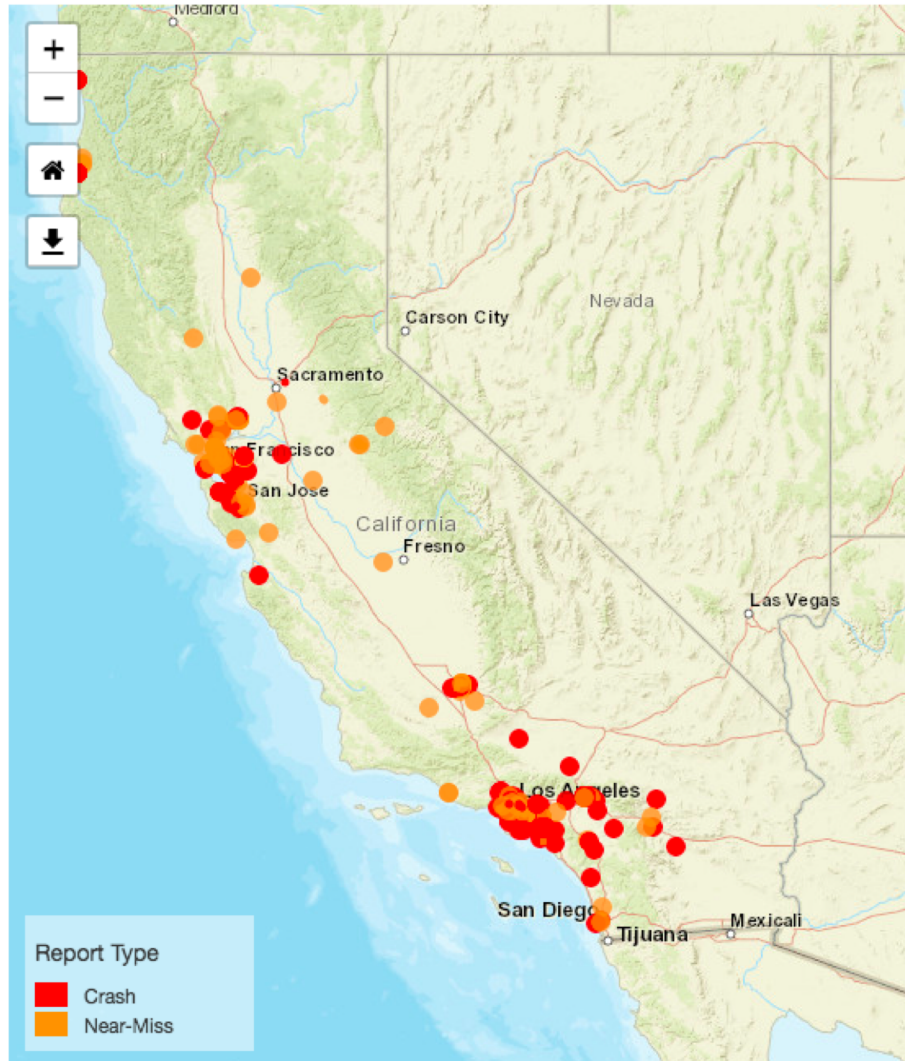 Medford
+
−
Nevada
Carson City
Sacramento
San Francisco
San Jose
California
Fresno
Las Vegas
Los Angeles
San Diego
Mexicali
Tijuana
Report Type
Crash
Near-Miss